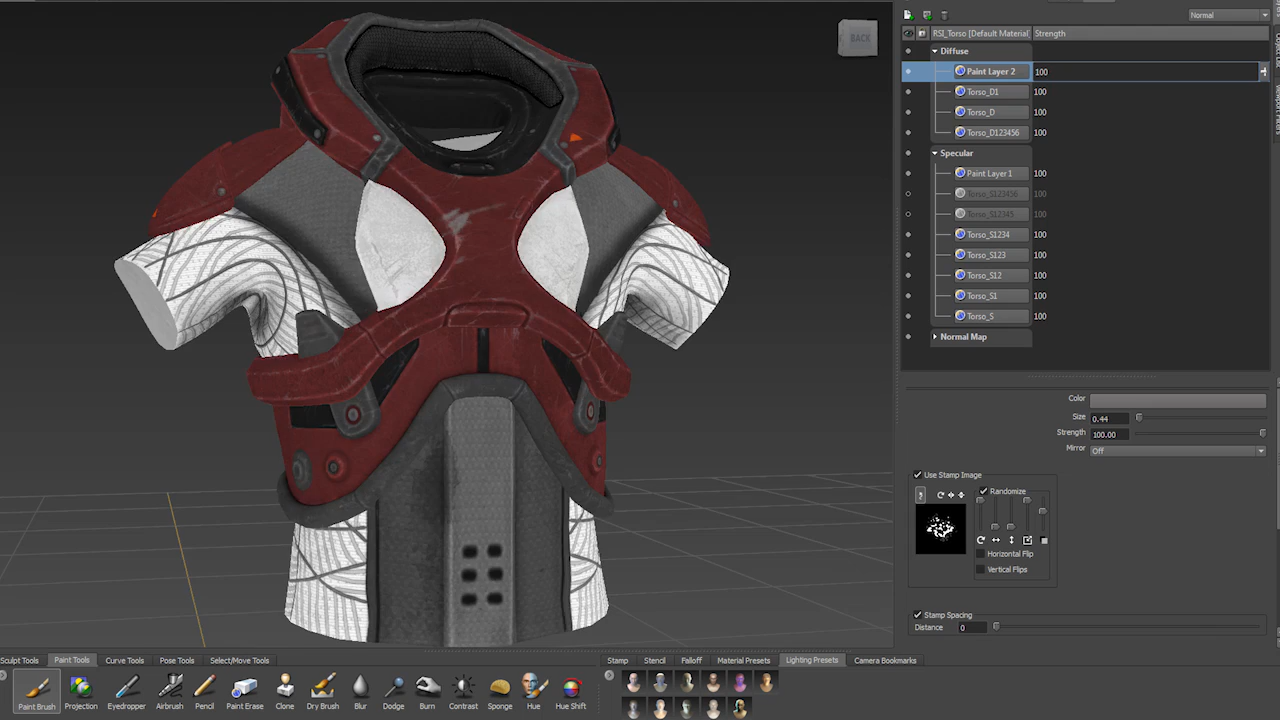 BACK
Normal
RSI_Torso [Default Material Strength
Diffuse
Paint Layer 2 100
Torso_D1 100
Torso_D 100
Torso_D123456 100
Specular
Paint Layer 1 100
Torso_S123456 100
Torso_S12345 100
Torso_S1234 100
Torso_S123 100
Torso_S12 100
Torso_S1 100
Torso_S 100
Normal Map
Color
Size 0.44
Strength 100.00
Mirror Off
Use Stamp Image
Randomize
Horizontal Flip
Vertical Flips
Stamp Spacing
Distance 0
Sculpt Tools Paint Tools Curve Tools Pose Tools Select/Move Tools
Stamp Stencil Falloff Material Presets Lighting Presets Camera Bookmarks
Paint Brush Projection Eyedropper Airbrush Pencil Paint Erase Clone Dry Brush Blur Dodge Burn Contrast Sponge Hue Hue Shift